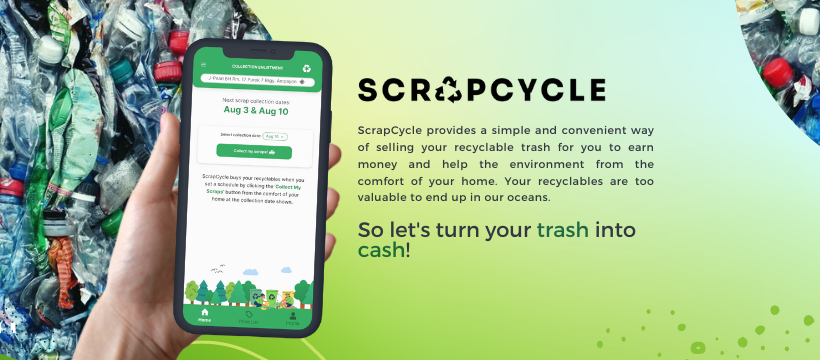 COLLECTION ENLISTMENT
Next scrap collection dates:
Aug 3 & Aug 10
Select collection date: Aug 10
Collect my scraps!
ScrapCycle buys your recyclables when you
set a schedule by clicking the 'Collect My
Scraps' button from the comfort of your
home at the collection date shown.
Home
SCRAPCYCLE
ScrapCycle provides a simple and convenient way
of selling your recyclable trash for you to earn
money and help the environment from the
comfort of your home. Your recyclables are too
valuable to end up in our oceans.
So let's turn your trash into
cash!